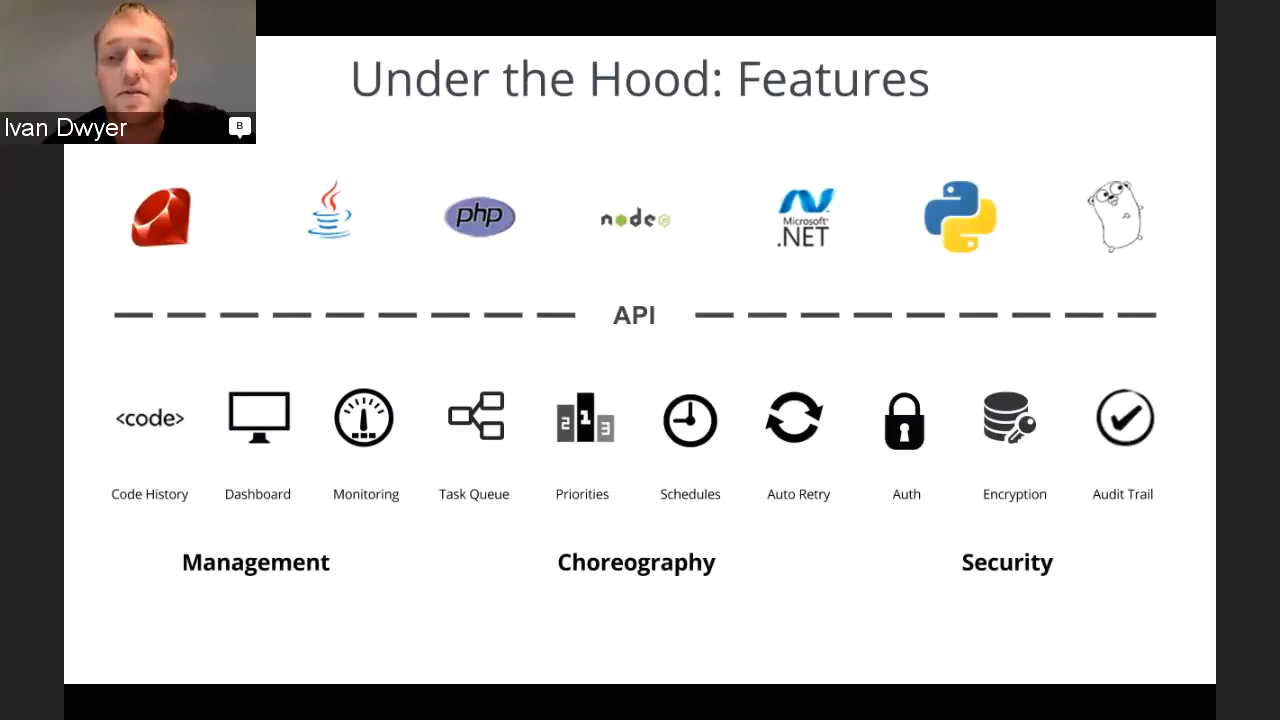 Ivan Dwyer
B
Under the Hood: Features
php
node
JS
Microsoft®
.NET
API
<code>
2 1 3
Code History Dashboard Monitoring Task Queue Priorities Schedules Auto Retry Auth Encryption Audit Trail
Management Choreography Security